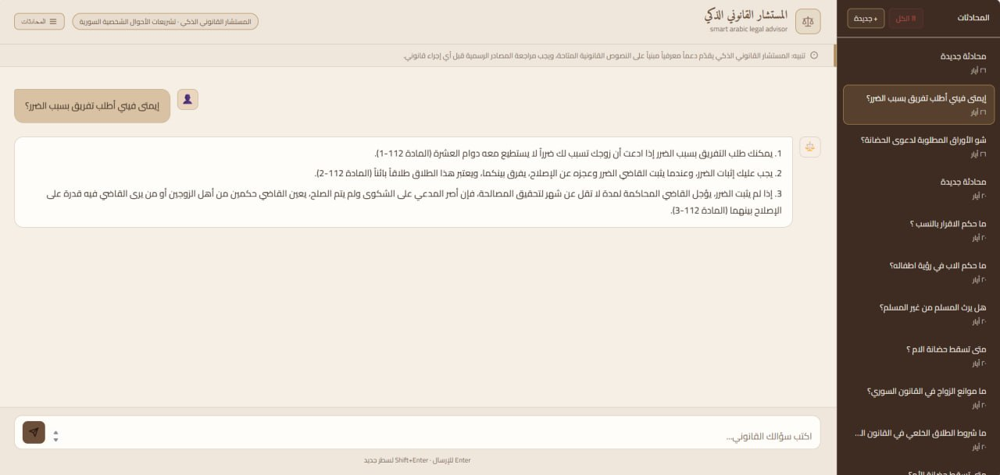 المحادثات
الكل
+ جديدة
محادثة جديدة
٢٦ أيار
إيمتى فيني أطلب تفريق بسبب الضرر؟
٢٦ أيار
شو الأوراق المطلوبة لدعوى الحضانة؟
٢٦ أيار
محادثة جديدة
٢٠ أيار
ما حكم الاقرار بالنسب ؟
٢٠ أيار
ما حكم الاب في رؤية اطفاله؟
٢٠ أيار
هل يرث المسلم من غير المسلم؟
٢٠ أيار
متى تسقط حضانة الام ؟
٢٠ أيار
ما موانع الزواج في القانون السوري؟
٢٠ أيار
ما شروط الطلاق الخلعي في القانون الـ...
٢٠ أيار
متى تسقط حضانة الأم؟
المستشار القانوني الذكي
smart arabic legal advisor
المستشار القانوني الذكي · تشريعات الأحوال الشخصية السورية
المحادثات
تنبيه: المستشار القانوني الذكي يقدّم دعماً معرفياً مبنياً على النصوص القانونية المتاحة، ويجب مراجعة المصادر الرسمية قبل أي إجراء قانوني.
إيمتى فيني أطلب تفريق بسبب الضرر؟
1. يمكنك طلب التفريق بسبب الضرر إذا ادعت أن زوجك تسبب لك ضرراً لا يستطيع معه دوام العشرة (المادة 112-1).
2. يجب عليك إثبات الضرر، وعندما يثبت القاضي الضرر وعجزه عن الإصلاح، يفرق بينكما، ويعتبر هذا الطلاق طلاقاً بائناً (المادة 112-2).
3. إذا لم يثبت الضرر، يؤجل القاضي المحاكمة لمدة لا تقل عن شهر لتحقيق المصالحة، فإن أصر المدعي على الشكوى ولم يتم الصلح، يعين القاضي حكمين من أهل الزوجين أو من يرى القاضي فيه قدرة على
الإصلاح بينهما (المادة 112-3).
اكتب سؤالك القانوني...
Enter للإرسال · Shift+Enter لسطر جديد